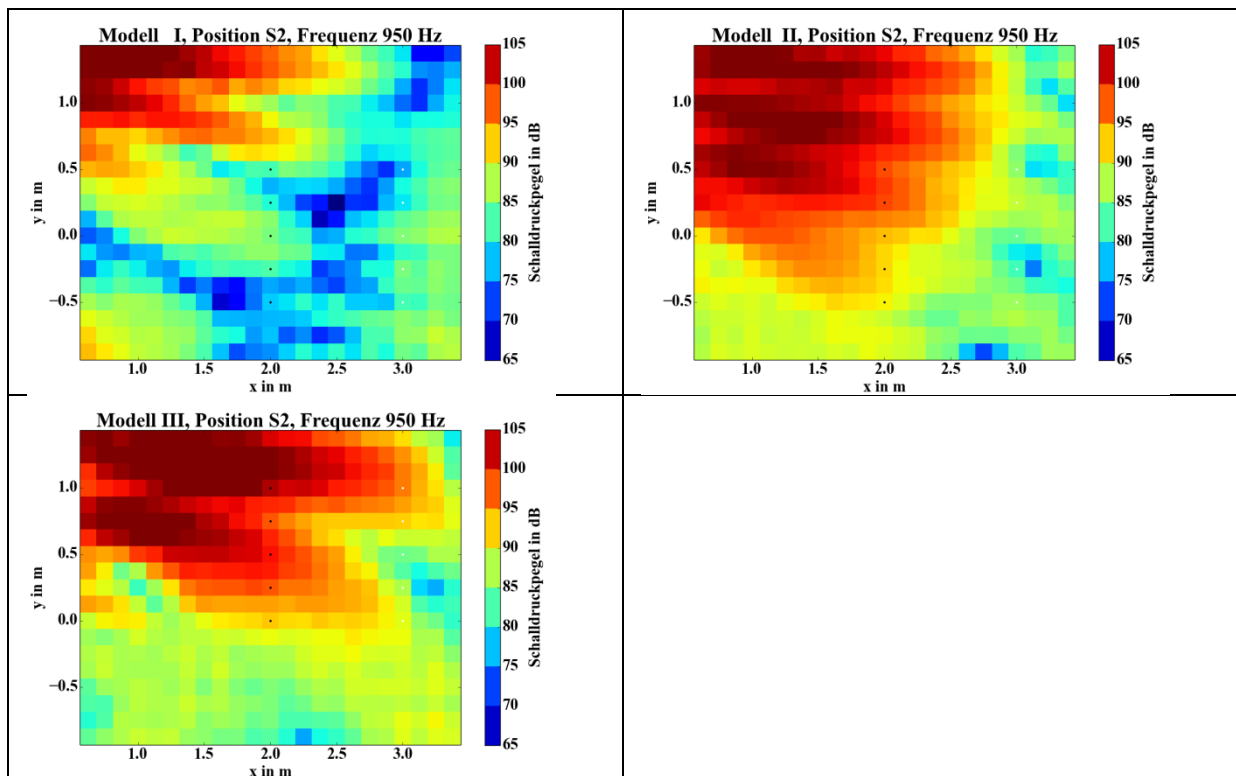 Modell I, Position S2, Frequenz 950 Hz
1.0
0.5
0.0
−0.5
y in m
1.0 1.5 2.0 2.5 3.0
x in m
105
100
95
90
85
80
75
70
65
Schalldruckpegel in dB
Modell II, Position S2, Frequenz 950 Hz
1.0
0.5
0.0
−0.5
y in m
1.0 1.5 2.0 2.5 3.0
x in m
105
100
95
90
85
80
75
70
65
Schalldruckpegel in dB
Modell III, Position S2, Frequenz 950 Hz
1.0
0.5
0.0
−0.5
y in m
1.0 1.5 2.0 2.5 3.0
x in m
105
100
95
90
85
80
75
70
65
Schalldruckpegel in dB